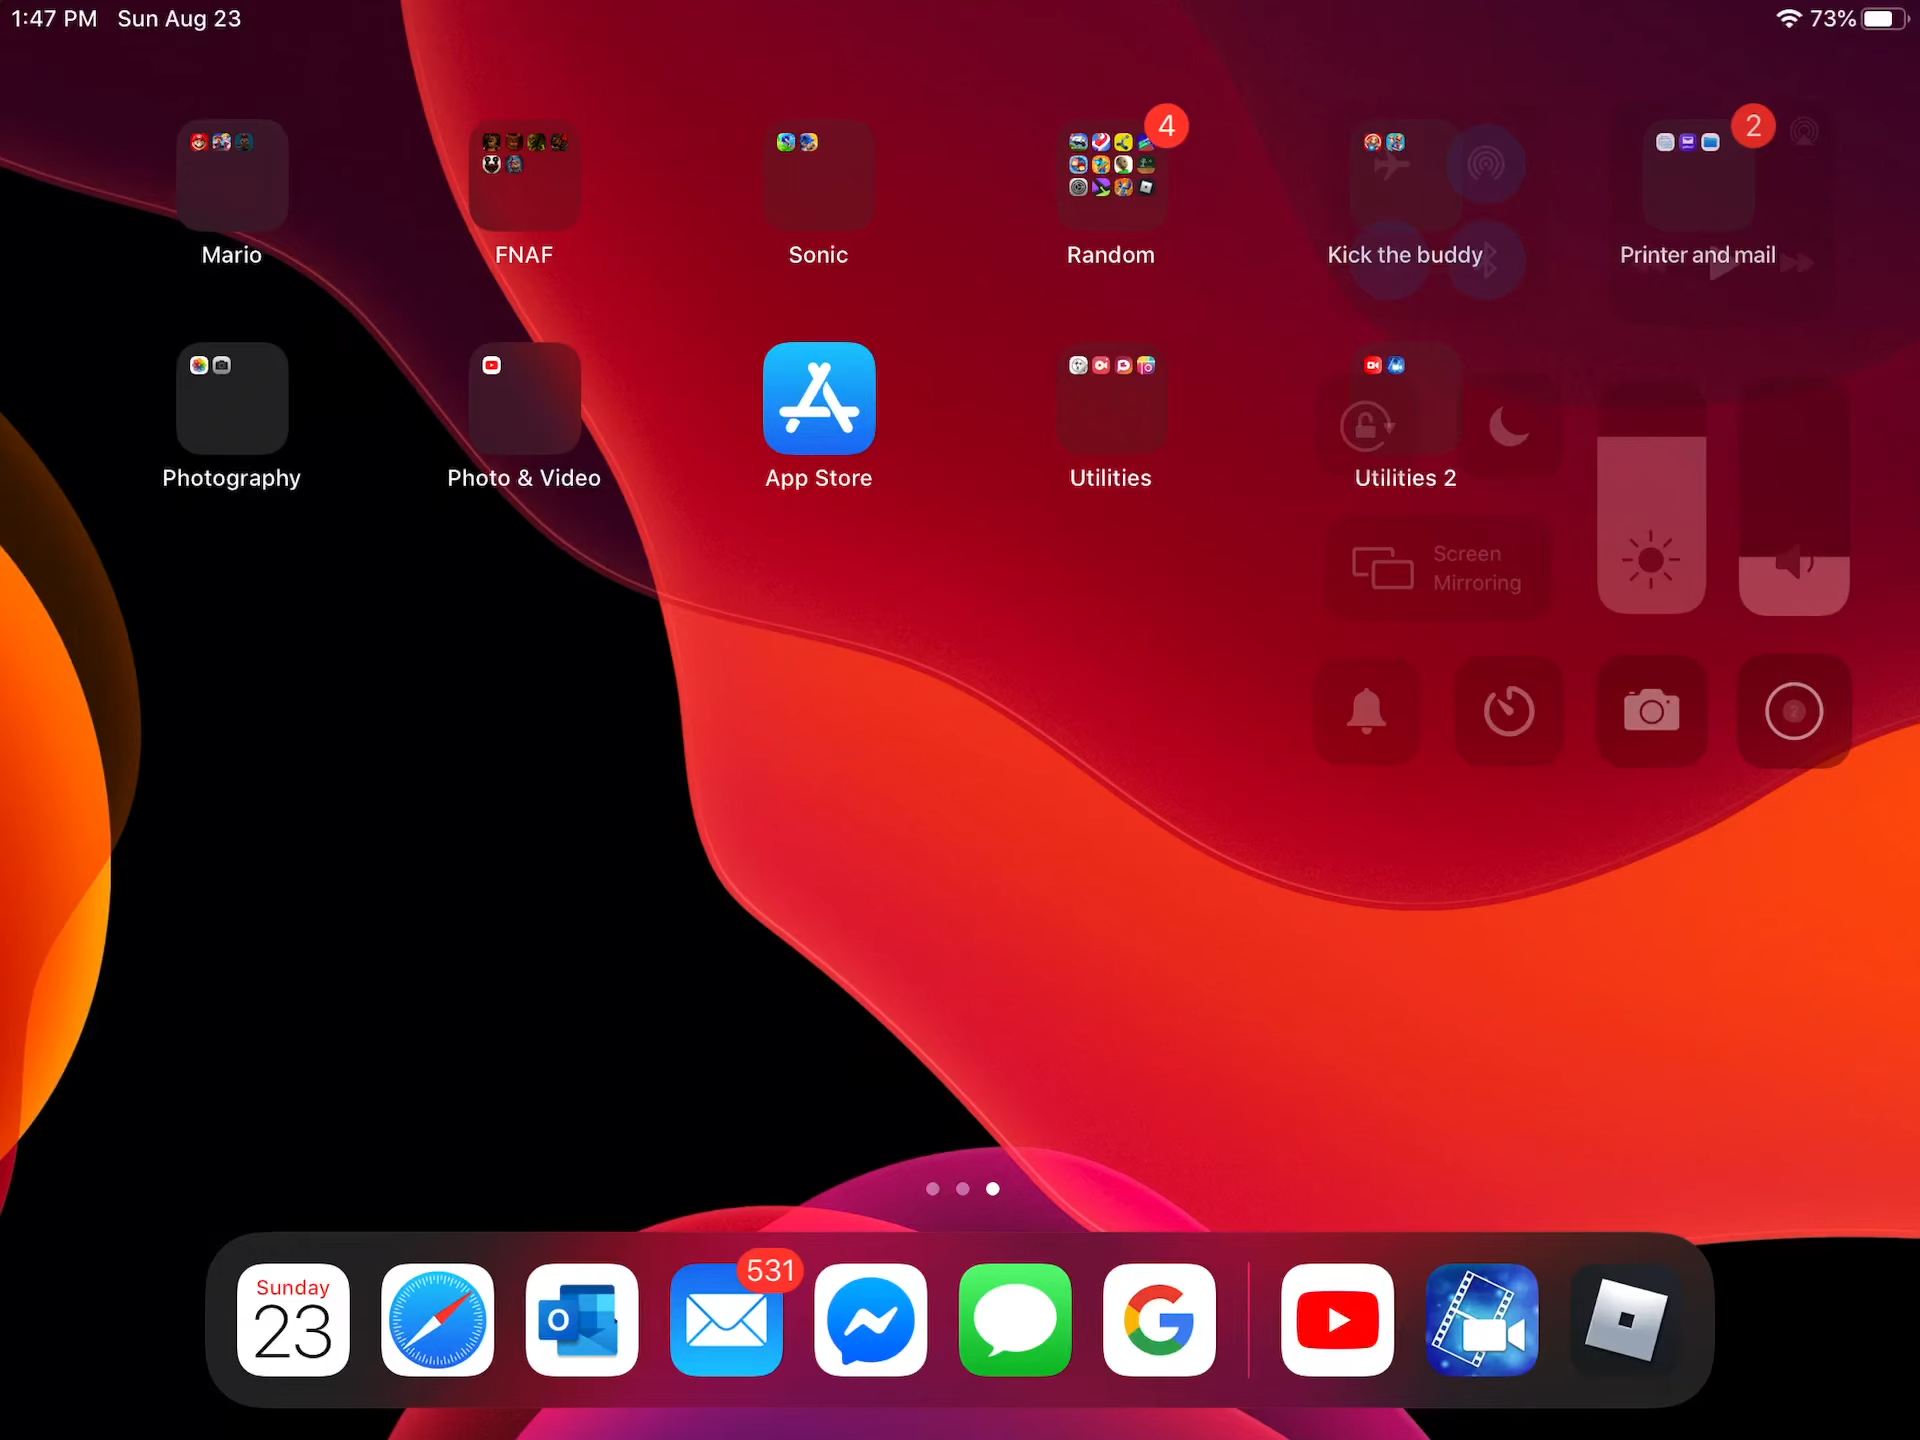 1:47 PM Sun Aug 23
73%
4
2
Mario
FNAF
Sonic
Random
Kick the buddy
Printer and mail
Photography
Photo & Video
App Store
Utilities
Utilities 2
Screen
Mirroring
531
Sunday
23